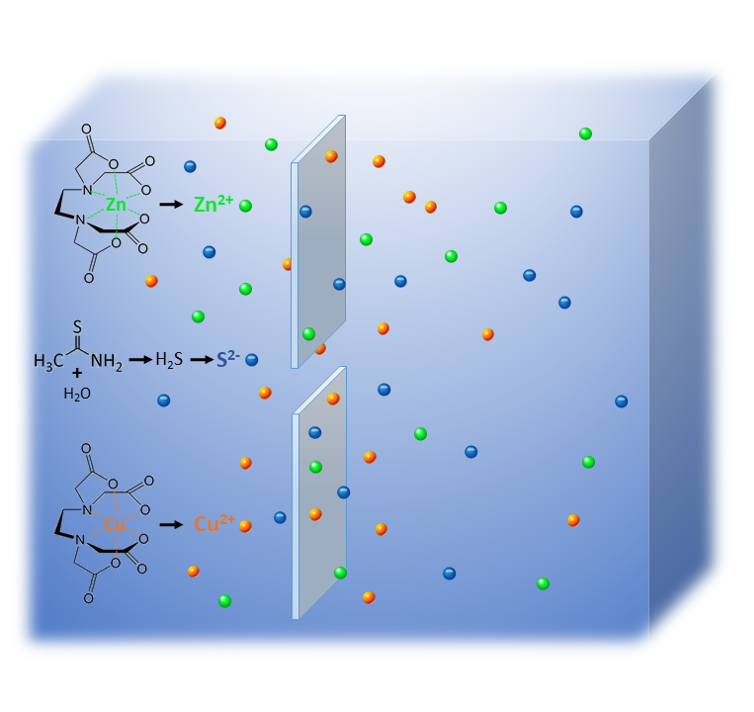 O
O O
N O
Zn → Zn²⁺
N O
O O
O
S
H₃C NH₂ → H₂S → S²⁻
+
H₂O
O
O O
N O
Cu → Cu²⁺
N O
O O
O